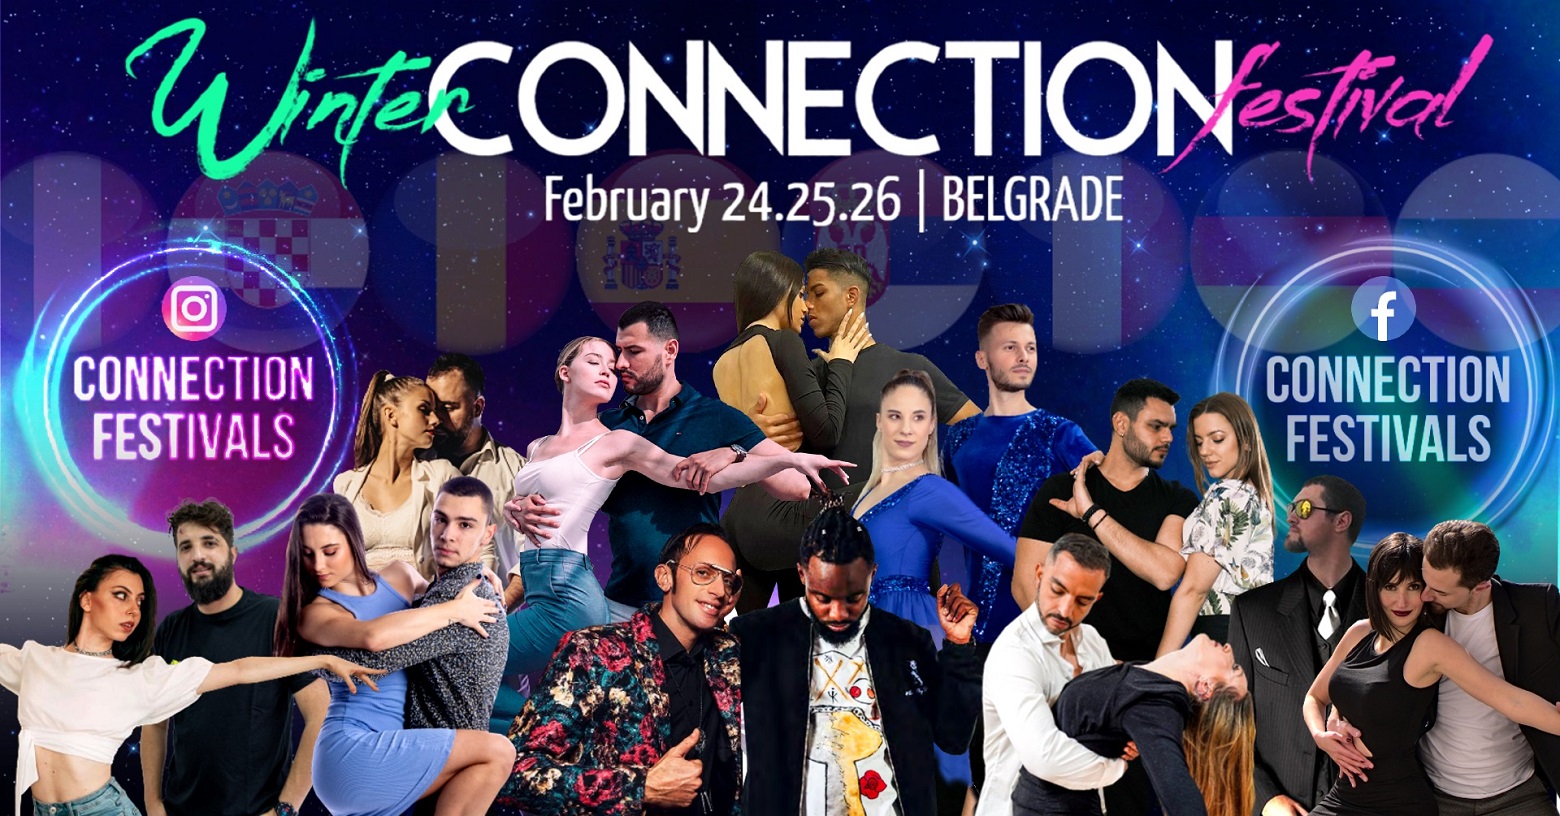 Winter CONNECTION festival
February 24.25.26 | BELGRADE
CONNECTION
FESTIVALS
CONNECTION
FESTIVALS